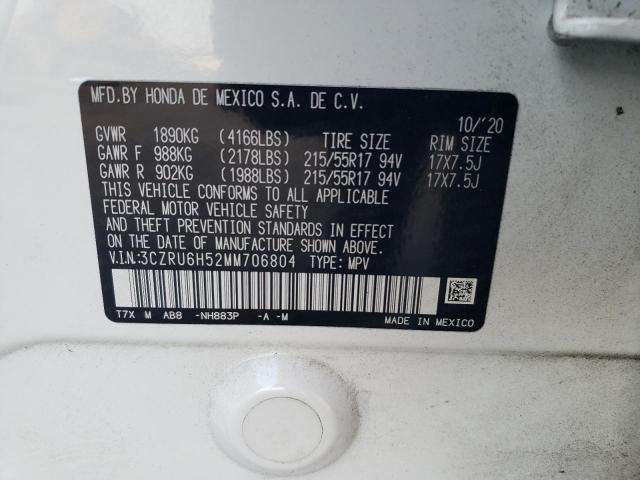 MFD.BY HONDA DE MEXICO S.A. DE C.V.
10/'20
GVWR 1890KG (4166LBS) TIRE SIZE RIM SIZE
GAWR F 988KG (2178LBS) 215/55R17 94V 17X7.5J
GAWR R 902KG (1988LBS) 215/55R17 94V 17X7.5J
THIS VEHICLE CONFORMS TO ALL APPLICABLE
FEDERAL MOTOR VEHICLE SAFETY
AND THEFT PREVENTION STANDARDS IN EFFECT ON
THE DATE OF MANUFACTURE SHOWN ABOVE.
V.I.N.:3CZRU6H52MM706804 TYPE: MPV
T7X M AB8 -NH883P -A -M
MADE IN MEXICO